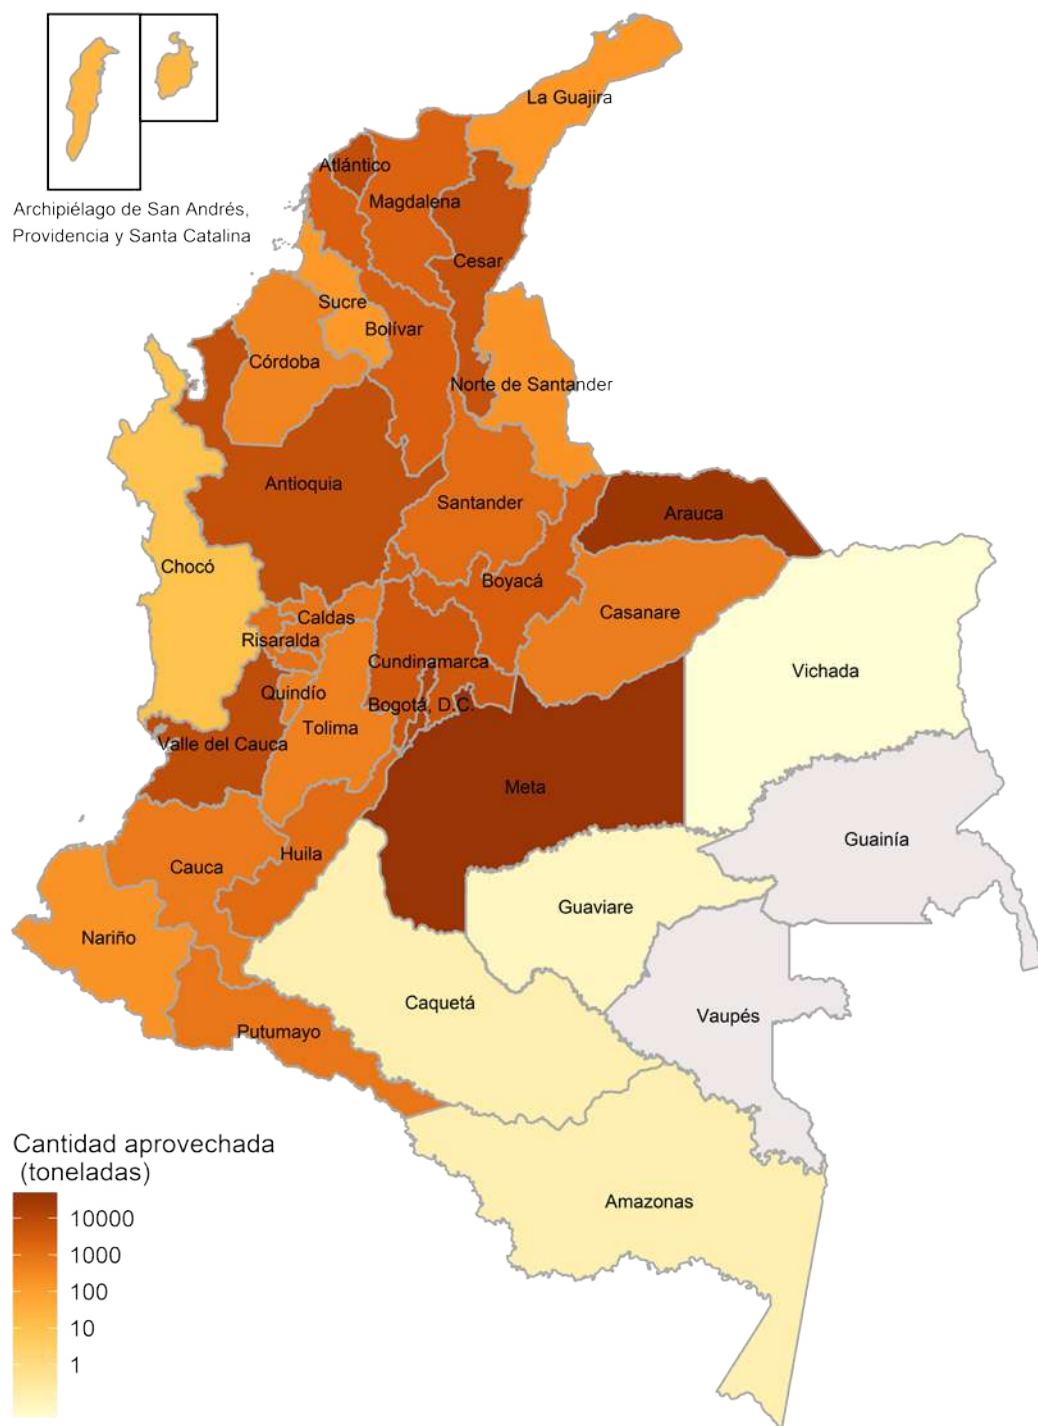 La Guajira
Atlántico
Magdalena
Archipiélago de San Andrés,
Providencia y Santa Catalina
Cesar
Sucre
Bolívar
Córdoba
Norte de Santander
Antioquia
Santander
Arauca
Chocó
Boyacá
Casanare
Caldas
Risaralda
Cundinamarca
Vichada
Quindío
Bogotá, D.C.
Tolima
Valle del Cauca
Meta
Guainía
Huila
Cauca
Guaviare
Nariño
Caquetá
Vaupés
Putumayo
Cantidad aprovechada
(toneladas)
10000
1000
100
10
1
Amazonas